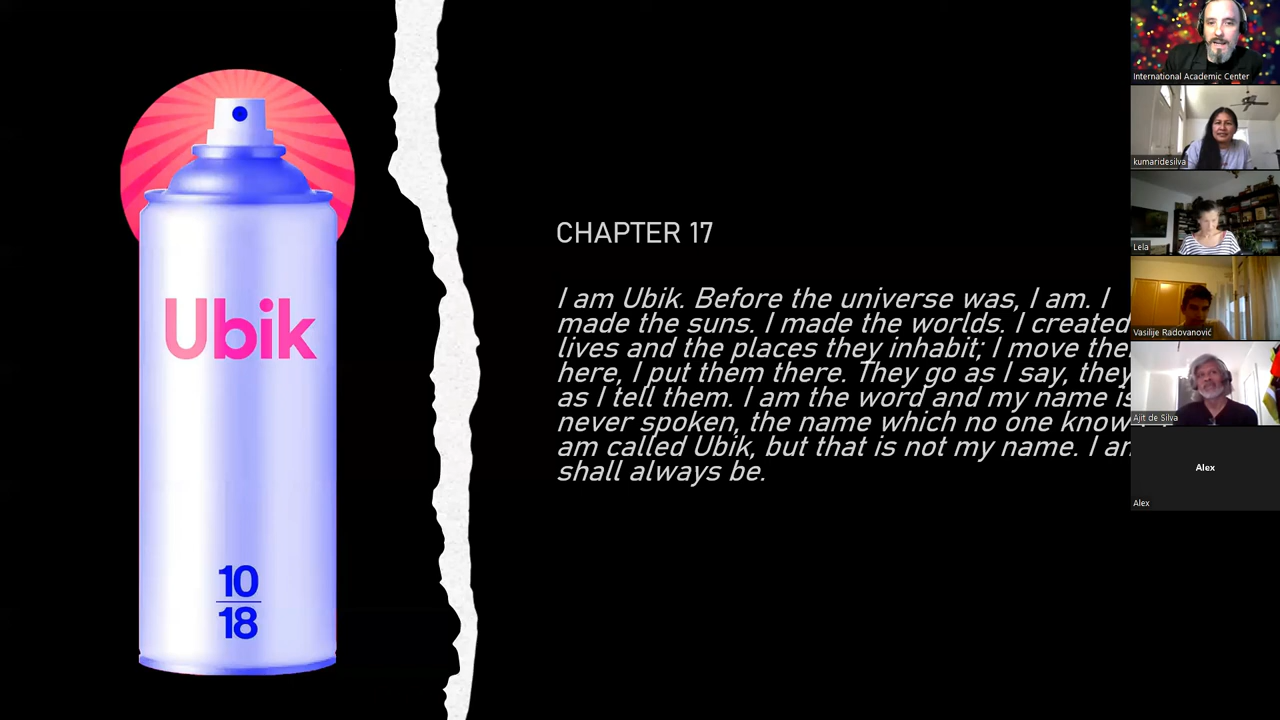 Ubik
10
18
CHAPTER 17
I am Ubik. Before the universe was, I am. I
made the suns. I made the worlds. I created
lives and the places they inhabit; I move
here, I put them there. They go as I say, they
as I tell them. I am the word and my name is
never spoken, the name which no one
am called Ubik, but that is not my name. I
shall always be.
International Academic Center
kumaridesilva
Lela
Vasilije Radovanović
Ajit de Silva
Alex
Alex